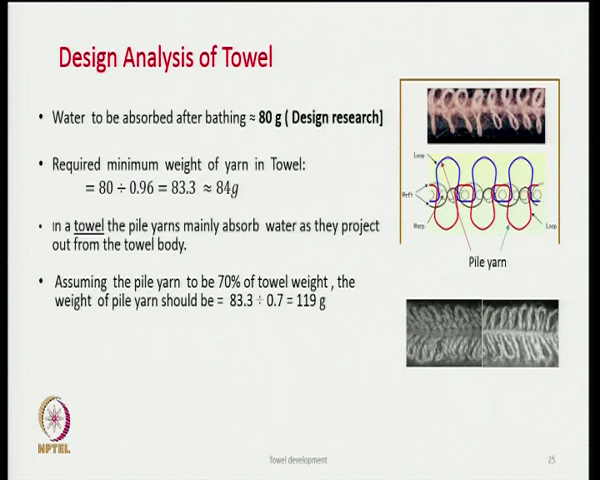 Design Analysis of Towel
• Water to be absorbed after bathing ≈ 80 g ( Design research]
• Required minimum weight of yarn in Towel:
= 80 ÷ 0.96 = 83.3 ≈ 84g
• In a towel the pile yarns mainly absorb water as they project
out from the towel body.
• Assuming the pile yarn to be 70% of towel weight , the
weight of pile yarn should be = 83.3 ÷ 0.7 = 119 g
Loop
Weft
Warp
Loop
Pile yarn
NPTEL
Towel development
25